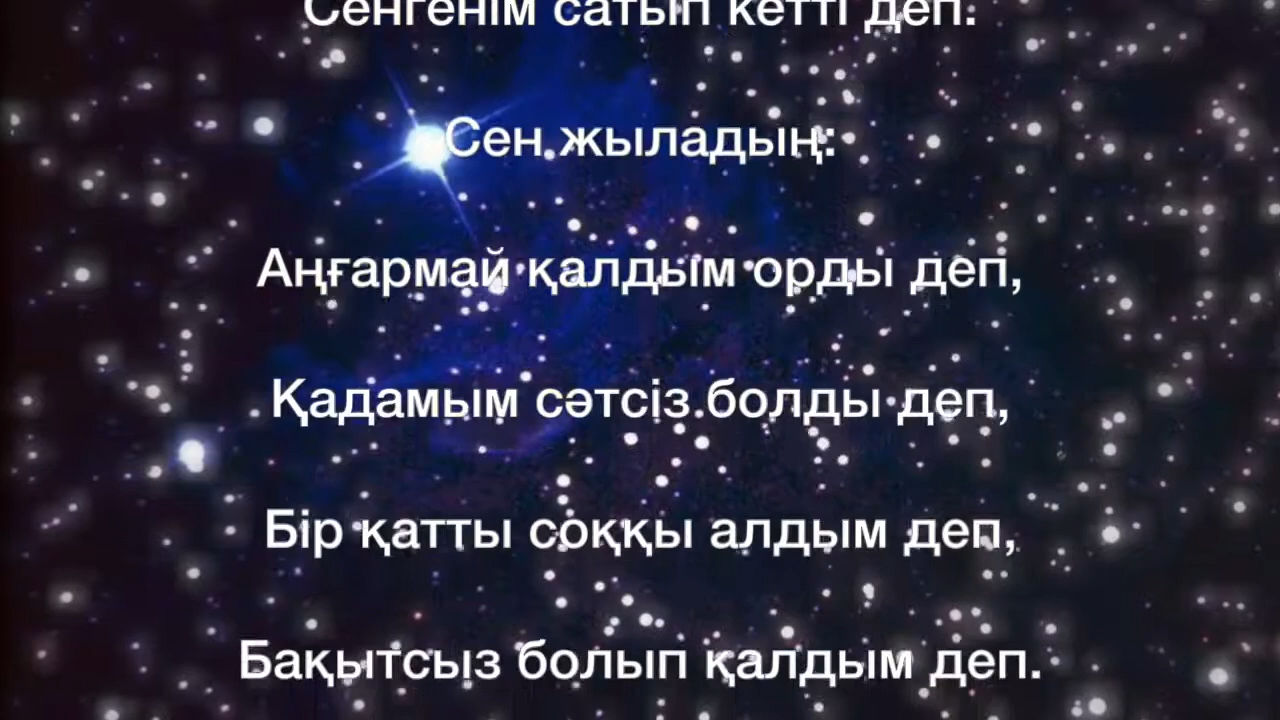 Сенгенім сатып кетті деп.
Сен жыладың:
Аңғармай қалдым орды деп,
Қадамым сәтсіз болды деп,
Бір қатты соққы алдым деп,
Бақытсыз болып қалдым деп.